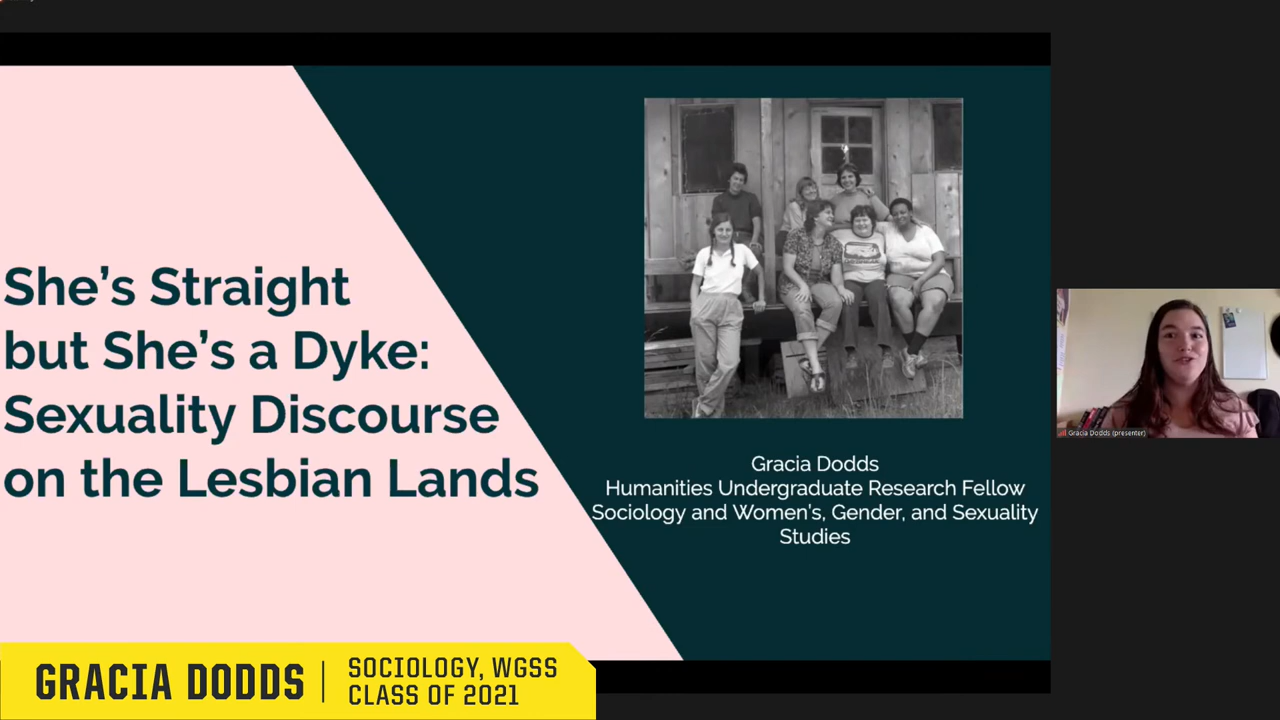 She's Straight
but She's a Dyke:
Sexuality Discourse
on the Lesbian Lands
Gracia Dodds
Humanities Undergraduate Research Fellow
Sociology and Women's, Gender, and Sexuality
Studies
Gracia Dodds (presenter)
GRACIA DODDS
SOCIOLOGY, WGSS
CLASS OF 2021